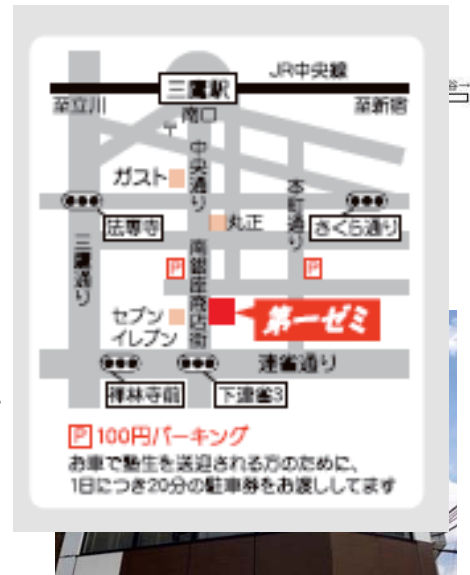 JR中央線
三鷹駅
至立川
至新宿
南口
〒
中央通り
ガスト
本町通り
法専寺
丸正
さくら通り
三鷹通り
南銀座商店街
P
P
セブン
イレブン
第一ゼミ
連雀通り
禅林寺前
下連雀3
P 100円パーキング
お車で塾生を送迎される方のために、
1日につき20分の駐車券をお渡ししてます